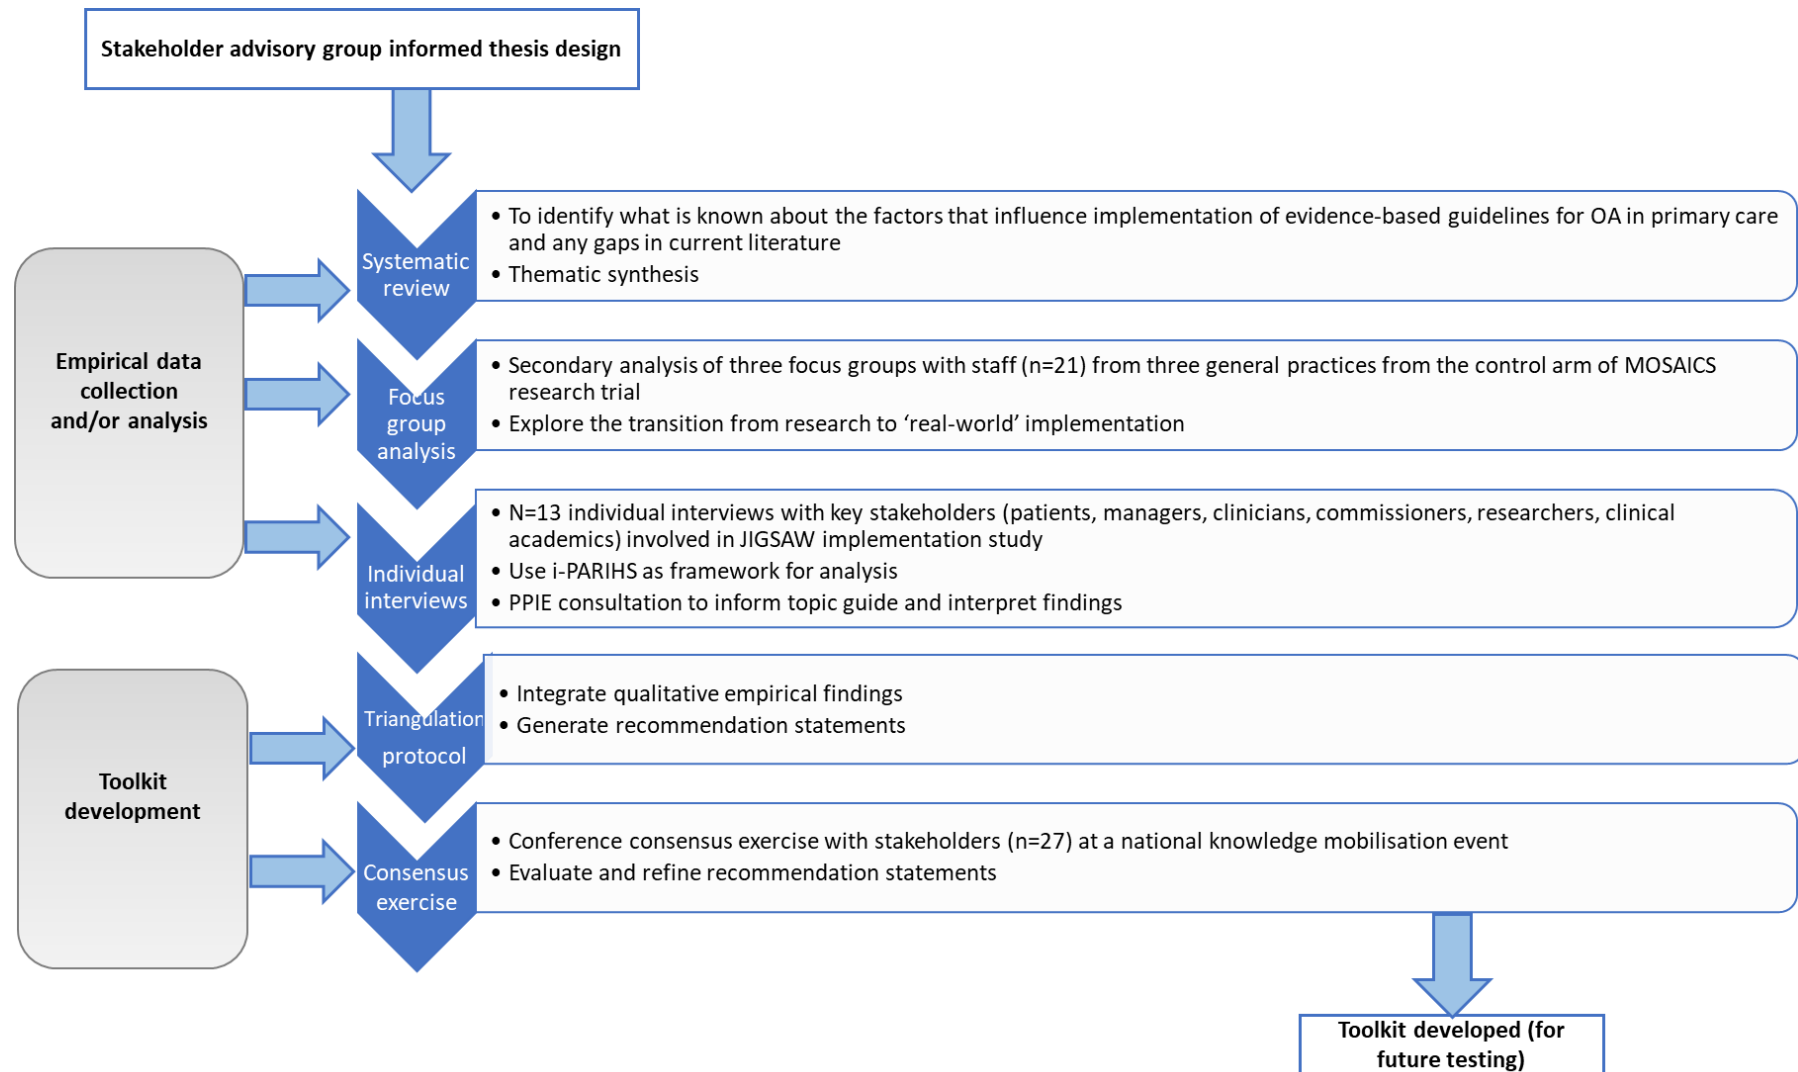 Stakeholder advisory group informed thesis design
Systematic
review
• To identify what is known about the factors that influence implementation of evidence-based guidelines for OA in primary care
and any gaps in current literature
• Thematic synthesis
Empirical data
collection
and/or analysis
Focus
group
analysis
• Secondary analysis of three focus groups with staff (n=21) from three general practices from the control arm of MOSAICS
research trial
• Explore the transition from research to ‘real-world’ implementation
Individual
interviews
• N=13 individual interviews with key stakeholders (patients, managers, clinicians, commissioners, researchers, clinical
academics) involved in JIGSAW implementation study
• Use i-PARIHS as framework for analysis
• PPIE consultation to inform topic guide and interpret findings
Toolkit
development
Triangulation
protocol
• Integrate qualitative empirical findings
• Generate recommendation statements
Consensus
exercise
• Conference consensus exercise with stakeholders (n=27) at a national knowledge mobilisation event
• Evaluate and refine recommendation statements
Toolkit developed (for
future testing)